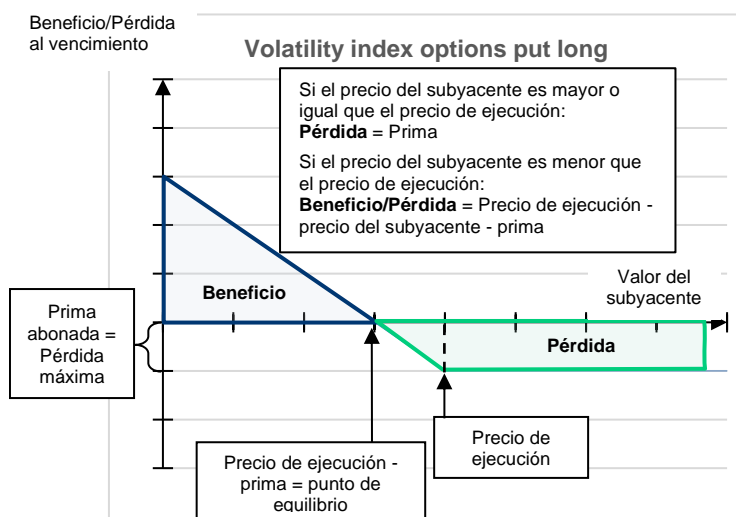 Beneficio/Pérdida
al vencimiento
Volatility index options put long
Si el precio del subyacente es mayor o
igual que el precio de ejecución:
Pérdida = Prima
Si el precio del subyacente es menor que
el precio de ejecución:
Beneficio/Pérdida = Precio de ejecución -
precio del subyacente - prima
Valor del
subyacente
Beneficio
Prima
abonada =
Pérdida
máxima
Pérdida
Precio de
ejecución
Precio de ejecución -
prima = punto de
equilibrio